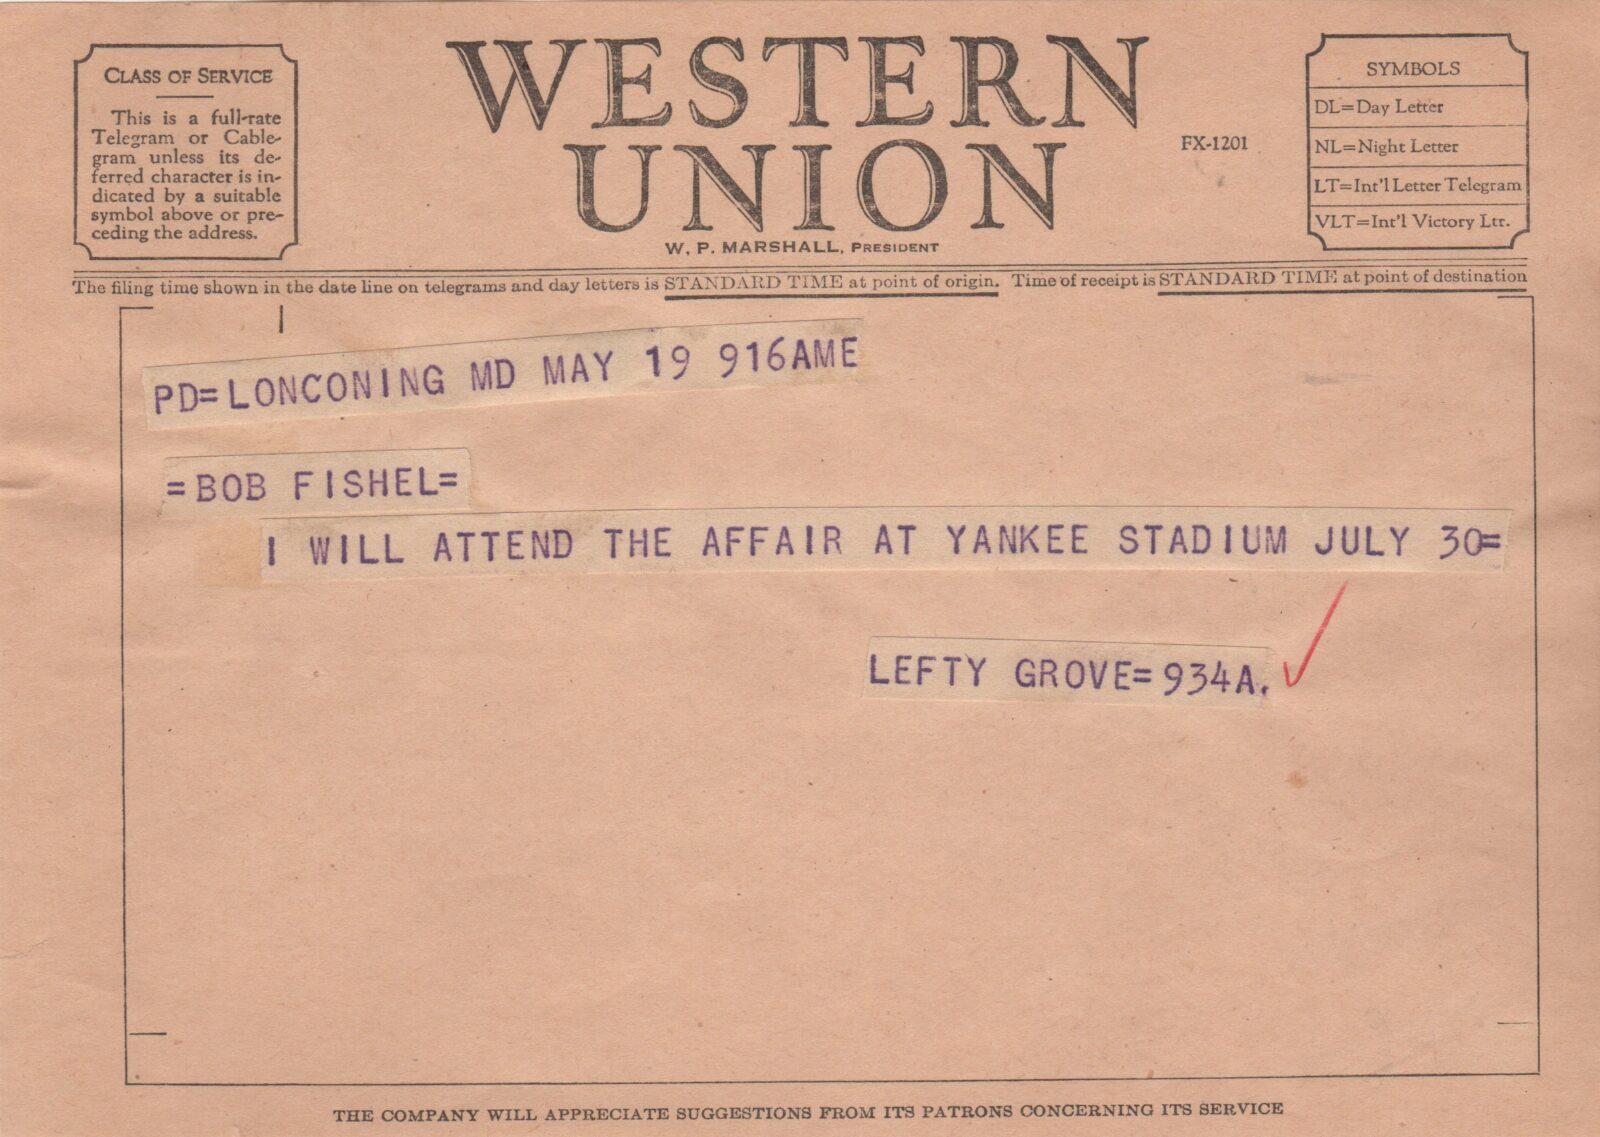 CLASS OF SERVICE
This is a full-rate
Telegram or Cable-
gram unless its de-
ferred character is in-
dicated by a suitable
symbol above or pre-
ceding the address.
WESTERN
UNION
W. P. MARSHALL, PRESIDENT
FX-1201
SYMBOLS
DL=Day Letter
NL=Night Letter
LT=Int'l Letter Telegram
VLT=Int'l Victory Ltr.
The filing time shown in the date line on telegrams and day letters is STANDARD TIME at point of origin. Time of receipt is STANDARD TIME at point of destination
PD=LONCONING MD MAY 19 916AME
=BOB FISHEL=
I WILL ATTEND THE AFFAIR AT YANKEE STADIUM JULY 30=
LEFTY GROVE=934A.
THE COMPANY WILL APPRECIATE SUGGESTIONS FROM ITS PATRONS CONCERNING ITS SERVICE